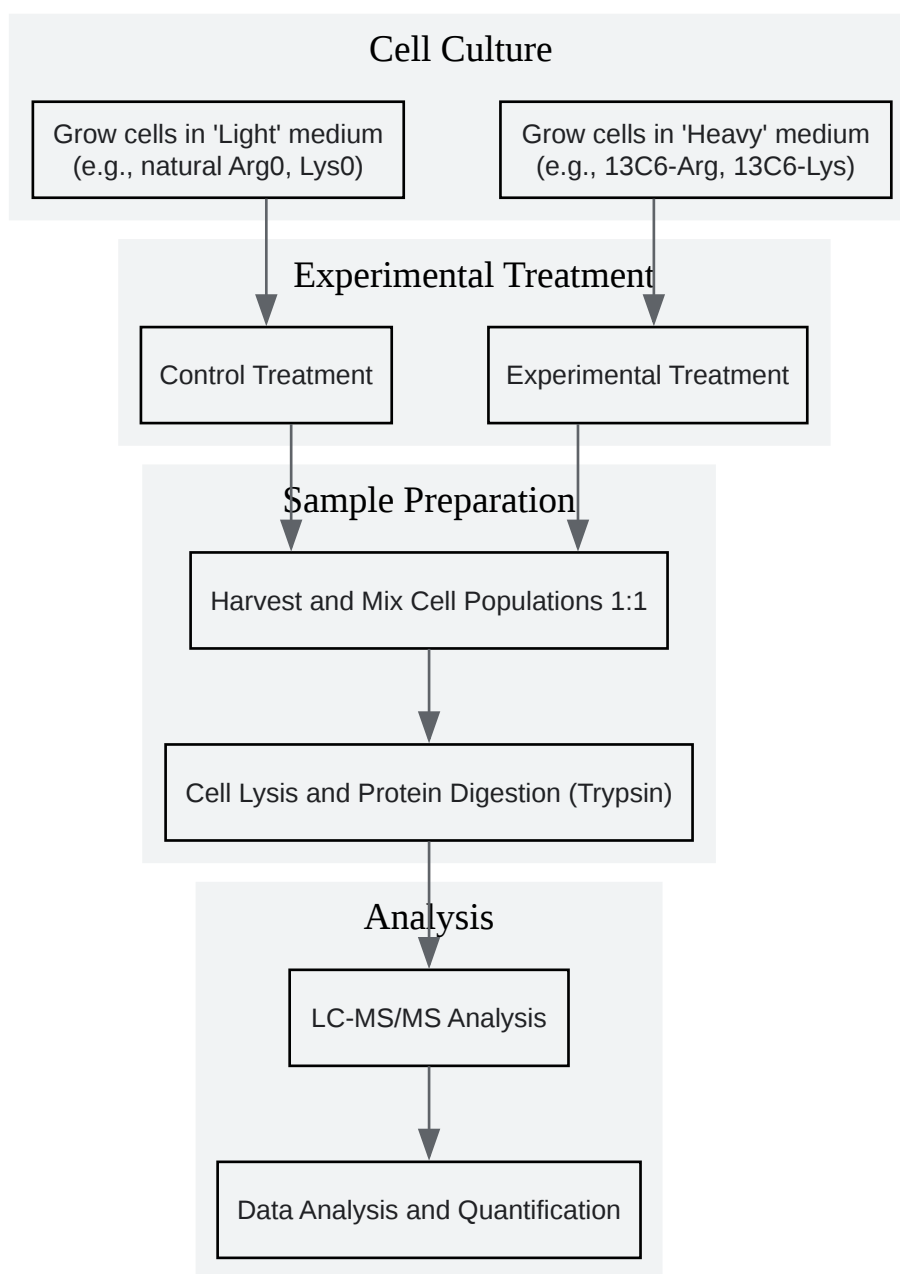 Cell Culture
Grow cells in 'Light' medium
(e.g., natural Arg0, Lys0)
Grow cells in 'Heavy' medium
(e.g., 13C6-Arg, 13C6-Lys)
Experimental Treatment
Control Treatment
Experimental Treatment
Sample Preparation
Harvest and Mix Cell Populations 1:1
Cell Lysis and Protein Digestion (Trypsin)
Analysis
LC-MS/MS Analysis
Data Analysis and Quantification